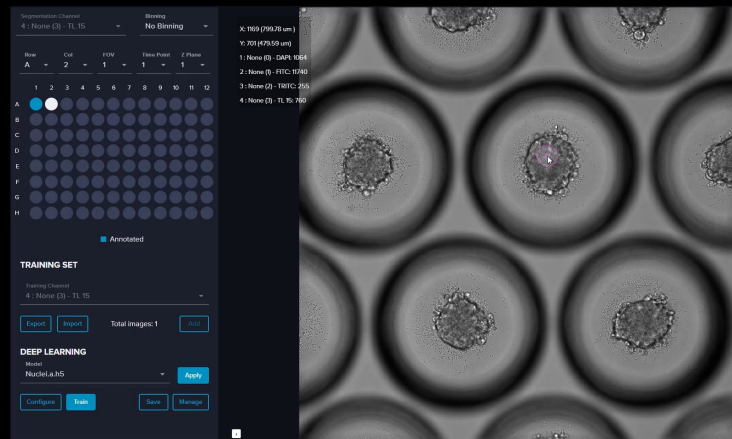 Segmentation Channel
4 : None (3) - TL 15
Binning
No Binning
Row Col FOV Time Point Z Plane
A 2 1 1 1
1 2 3 4 5 6 7 8 9 10 11 12
A
B
C
D
E
F
G
H
Annotated
TRAINING SET
Training Channel
4 : None (3) - TL 15
Export Import Total images: 1 Add
DEEP LEARNING
Model
Nuclei.a.h5
Apply
Configure Train Save Manage
X: 1169 (799.78 um )
Y: 701 (479.59 um)
1 : None (0) - DAPI: 1064
2 : None (1) - FITC: 11740
3 : None (2) - TRITC: 255
4 : None (3) - TL 15: 760